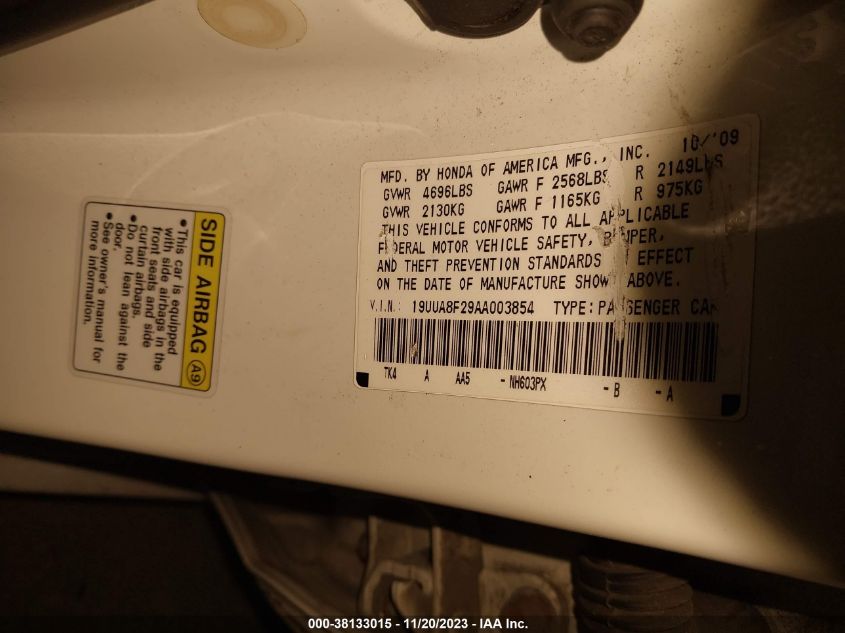 SIDE AIRBAG A9
• This car is equipped
with side airbags in the
front seats and side
curtain airbags.
• Do not lean against the
door.
• See owner's manual for
more information.
MFD. BY HONDA OF AMERICA MFG., INC. 10/'09
GVWR 4696LBS GAWR F 2568LBS R 2149LBS
GVWR 2130KG GAWR F 1165KG R 975KG
THIS VEHICLE CONFORMS TO ALL APPLICABLE
FEDERAL MOTOR VEHICLE SAFETY, BUMPER,
AND THEFT PREVENTION STANDARDS IN EFFECT
ON THE DATE OF MANUFACTURE SHOWN ABOVE.
V.I.N.: 19UUA8F29AA003854 TYPE:PASSENGER CAR
TK4 A AA5 -NH603PX -B -A
000-38133015 - 11/20/2023 - IAA Inc.